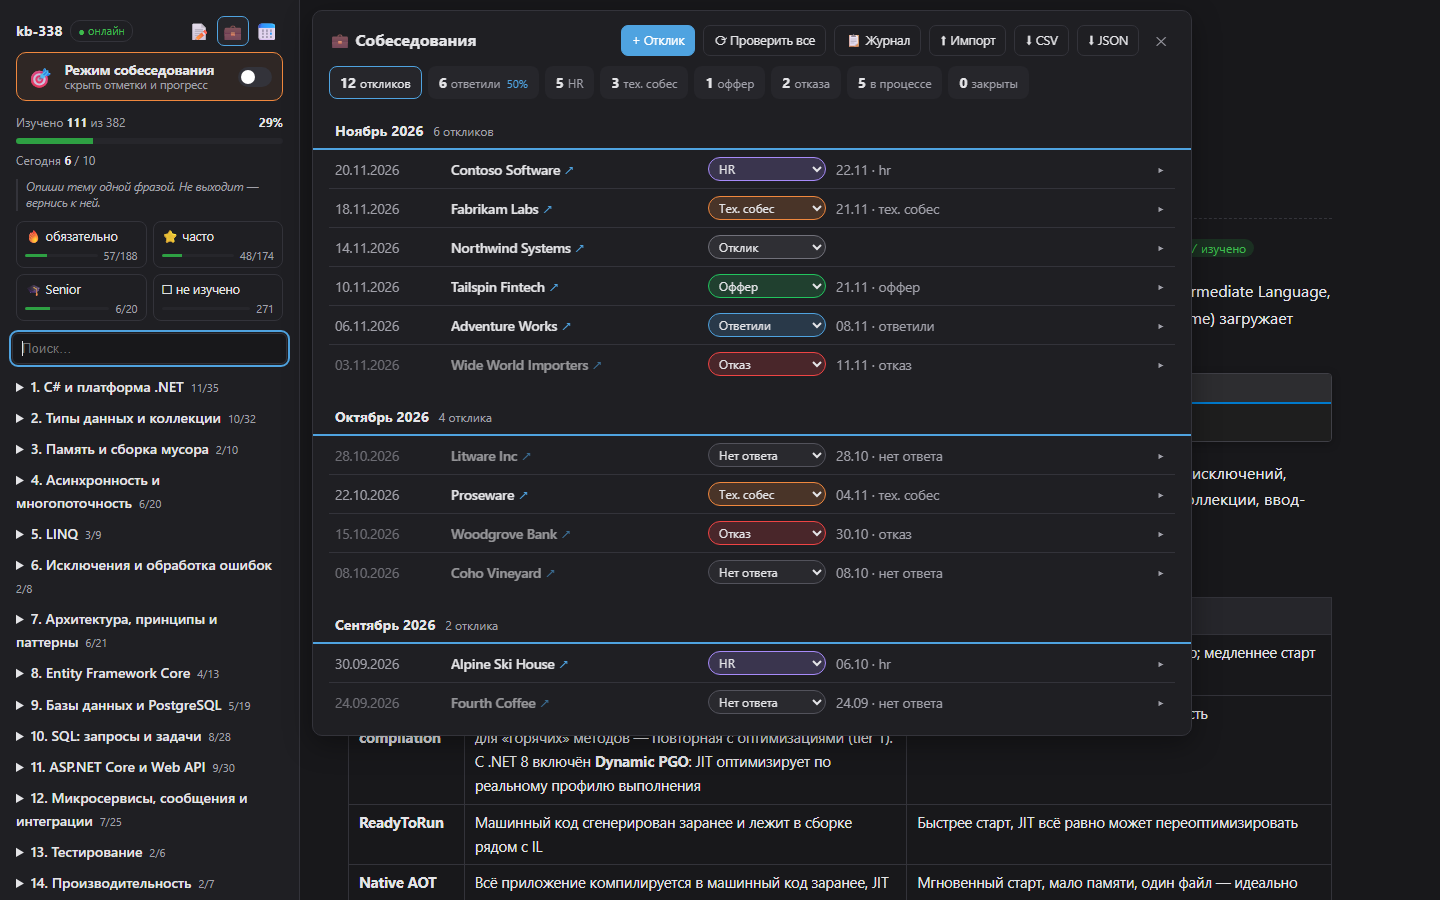 kb-338 ● онлайн
Режим собеседования
скрыть отметки и прогресс
Изучено 111 из 382 29%
Сегодня 6 / 10
Опиши тему одной фразой. Не выходит —
вернись к ней.
обязательно
57/188
часто
48/174
Senior
6/20
не изучено
271
Поиск...
▶ 1. C# и платформа .NET 11/35
▶ 2. Типы данных и коллекции 10/32
▶ 3. Память и сборка мусора 2/10
▶ 4. Асинхронность и
многопоточность 6/20
▶ 5. LINQ 3/9
▶ 6. Исключения и обработка ошибок
2/8
▶ 7. Архитектура, принципы и
паттерны 6/21
▶ 8. Entity Framework Core 4/13
▶ 9. Базы данных и PostgreSQL 5/19
▶ 10. SQL: запросы и задачи 8/28
▶ 11. ASP.NET Core и Web API 9/30
▶ 12. Микросервисы, сообщения и
интеграции 7/25
▶ 13. Тестирование 2/6
▶ 14. Производительность 2/7
Собеседования
+ Отклик
⟳ Проверить все
Журнал
⬆ Импорт
⬇ CSV
⬇ JSON
×
12 откликов
6 ответили 50%
5 HR
3 тех. собес
1 оффер
2 отказа
5 в процессе
0 закрыты
Ноябрь 2026 6 откликов
20.11.2026 Contoso Software ↗ HR 22.11 · hr ▸
18.11.2026 Fabrikam Labs ↗ Тех. собес 21.11 · тех. собес ▸
14.11.2026 Northwind Systems ↗ Отклик ▸
10.11.2026 Tailspin Fintech ↗ Оффер 21.11 · оффер ▸
06.11.2026 Adventure Works ↗ Ответили 08.11 · ответили ▸
03.11.2026 Wide World Importers ↗ Отказ 11.11 · отказ ▸
Октябрь 2026 4 отклика
28.10.2026 Litware Inc ↗ Нет ответа 28.10 · нет ответа ▸
22.10.2026 Proseware ↗ Тех. собес 04.11 · тех. собес ▸
15.10.2026 Woodgrove Bank ↗ Отказ 30.10 · отказ ▸
08.10.2026 Coho Vineyard ↗ Нет ответа 08.10 · нет ответа ▸
Сентябрь 2026 2 отклика
30.09.2026 Alpine Ski House ↗ HR 06.10 · hr ▸
24.09.2026 Fourth Coffee ↗ Нет ответа 24.09 · нет ответа ▸
изучено
rmediate Language,
me) загружает
исключений,
ввод-
медленнее старт
compilation
для «горячих» методов — повторная с оптимизациями (tier 1).
С .NET 8 включён Dynamic PGO: JIT оптимизирует по
реальному профилю выполнения
ReadyToRun
Машинный код сгенерирован заранее и лежит в сборке
рядом с IL
Быстрее старт, JIT всё равно может переоптимизировать
Native AOT
Всё приложение компилируется в машинный код заранее, JIT
Мгновенный старт, мало памяти, один файл — идеально